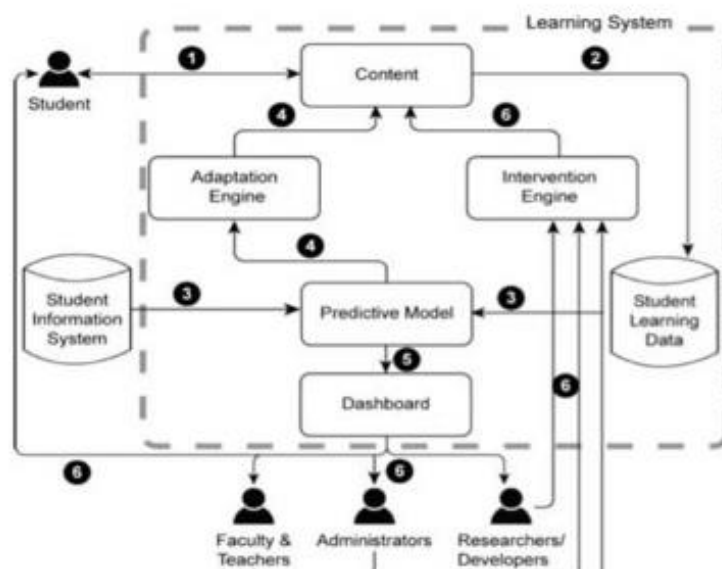 Learning System
1
2
Student
Content
4
6
Adaptation
Engine
Intervention
Engine
4
Student
Information
System
3
Predictive Model
3
Student
Learning
Data
5
Dashboard
6
6
6
Faculty &
Teachers
Administrators
Researchers/
Developers